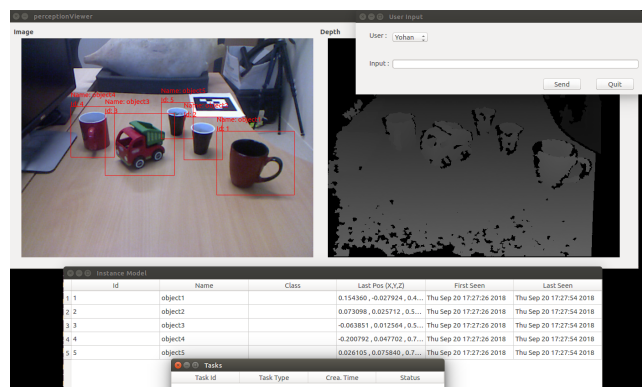 perceptionViewer
User Input
Image
Depth
User :
Yohan
Input :
Send
Quit
Name: object4
Name: object3
id: 3
id: 2
id: 1
Instance Model
Id Name Class Last Pos (X,Y,Z) First Seen Last Seen
1 1 object1 0.154360 , -0.027924 , 0.4... Thu Sep 20 17:27:26 2018 Thu Sep 20 17:27:54 2018
2 2 object2 0.073098 , 0.025712 , 0.5... Thu Sep 20 17:27:26 2018 Thu Sep 20 17:27:54 2018
3 3 object3 -0.063851 , 0.012564 , 0.5... Thu Sep 20 17:27:26 2018 Thu Sep 20 17:27:54 2018
4 4 object4 -0.200792 , 0.047702 , 0.7... Thu Sep 20 17:27:26 2018 Thu Sep 20 17:27:54 2018
5 5 object5 0.026105 , 0.075840 , 0.7... Thu Sep 20 17:27:26 2018 Thu Sep 20 17:27:54 2018
Tasks
Task Id Task Type Crea. Time Status